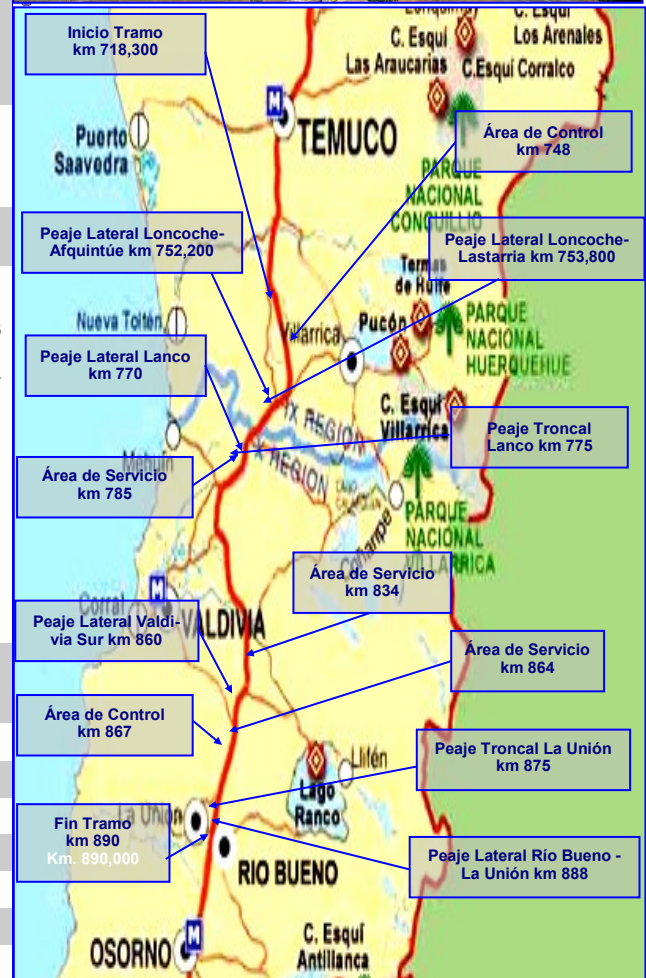 C. Esquí
Los Arenales
C. Esquí
Las Araucarias
C.Esquí Corralco
Inicio Tramo
km 718,300
M
TEMUCO
Puerto
Saavedra
Área de Control
km 748
PARQUE
NACIONAL
CONGUILLIO
Peaje Lateral Loncoche-
Afquintúe km 752,200
Peaje Lateral Loncoche-
Lastarria km 753,800
Termas
de Huife
Nueva Toltén
Villarrica
Pucón
PARQUE
NACIONAL
HUERQUEHUE
Peaje Lateral Lanco
km 770
C. Esquí
Villarrica
IX REGION
X REGION
Peaje Troncal
Lanco km 775
Mehuín
Área de Servicio
km 785
PARQUE
NACIONAL
VILLARRICA
Coñaripe
Área de Servicio
km 834
M
Corral
VALDIVIA
Peaje Lateral Valdi-
via Sur km 860
Área de Servicio
km 864
Área de Control
km 867
Peaje Troncal La Unión
km 875
Llifén
Lago
Ranco
La Unión
Fin Tramo
km 890
Km. 890,000
Peaje Lateral Río Bueno -
La Unión km 888
RIO BUENO
M
OSORNO
C. Esquí
Antillanca